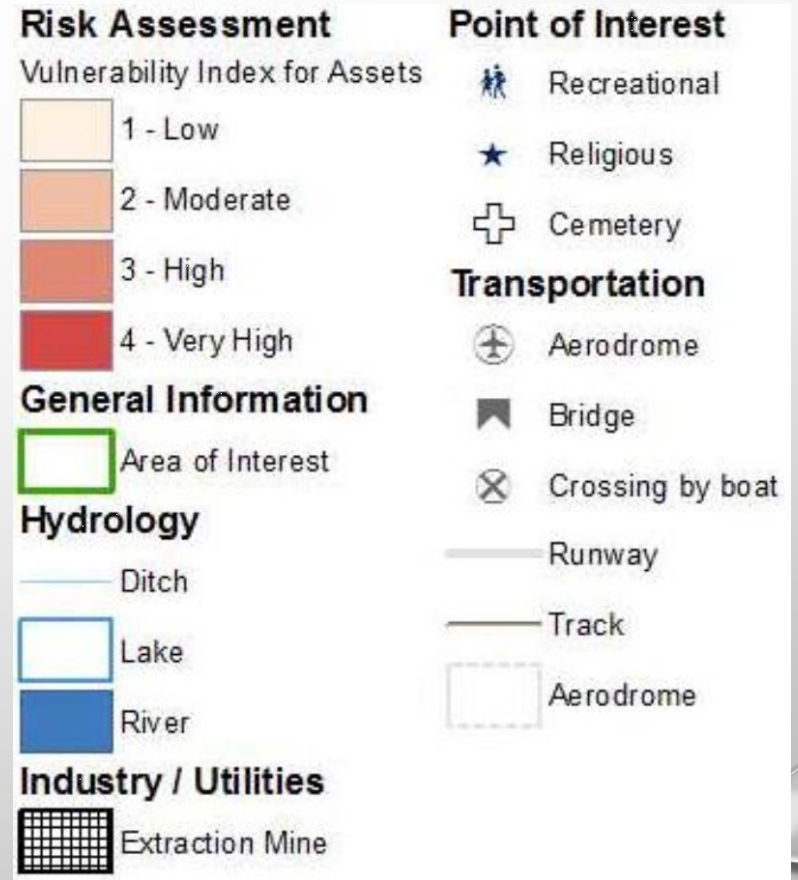 Risk Assessment
Vulnerability Index for Assets
1 - Low
2 - Moderate
3 - High
4 - Very High
General Information
Area of Interest
Hydrology
Ditch
Lake
River
Industry / Utilities
Extraction Mine
Point of Interest
Recreational
Religious
Cemetery
Transportation
Aerodrome
Bridge
Crossing by boat
Runway
Track
Aerodrome